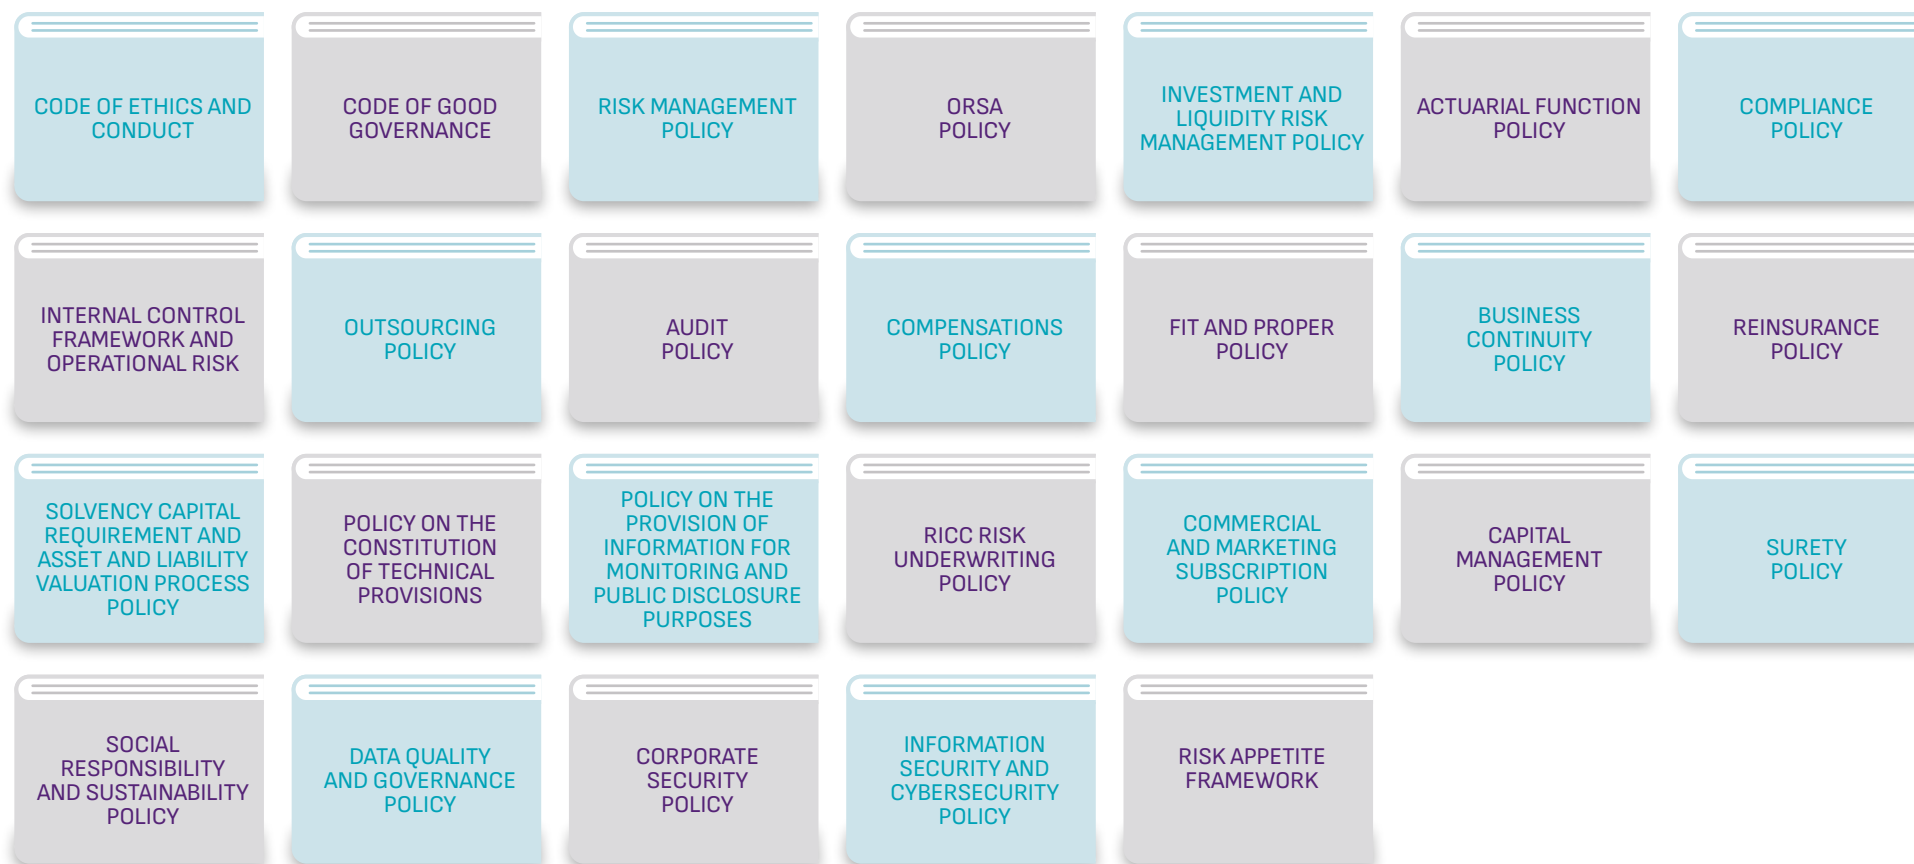 CODE OF ETHICS AND
CONDUCT
CODE OF GOOD
GOVERNANCE
RISK MANAGEMENT
POLICY
ORSA
POLICY
INVESTMENT AND
LIQUIDITY RISK
MANAGEMENT POLICY
ACTUARIAL FUNCTION
POLICY
COMPLIANCE
POLICY
INTERNAL CONTROL
FRAMEWORK AND
OPERATIONAL RISK
OUTSOURCING
POLICY
AUDIT
POLICY
COMPENSATIONS
POLICY
FIT AND PROPER
POLICY
BUSINESS
CONTINUITY
POLICY
REINSURANCE
POLICY
SOLVENCY CAPITAL
REQUIREMENT AND
ASSET AND LIABILITY
VALUATION PROCESS
POLICY
POLICY ON THE
CONSTITUTION
OF TECHNICAL
PROVISIONS
POLICY ON THE
PROVISION OF
INFORMATION FOR
MONITORING AND
PUBLIC DISCLOSURE
PURPOSES
RICC RISK
UNDERWRITING
POLICY
COMMERCIAL
AND MARKETING
SUBSCRIPTION
POLICY
CAPITAL
MANAGEMENT
POLICY
SURETY
POLICY
SOCIAL
RESPONSIBILITY
AND SUSTAINABILITY
POLICY
DATA QUALITY
AND GOVERNANCE
POLICY
CORPORATE
SECURITY
POLICY
INFORMATION
SECURITY AND
CYBERSECURITY
POLICY
RISK APPETITE
FRAMEWORK